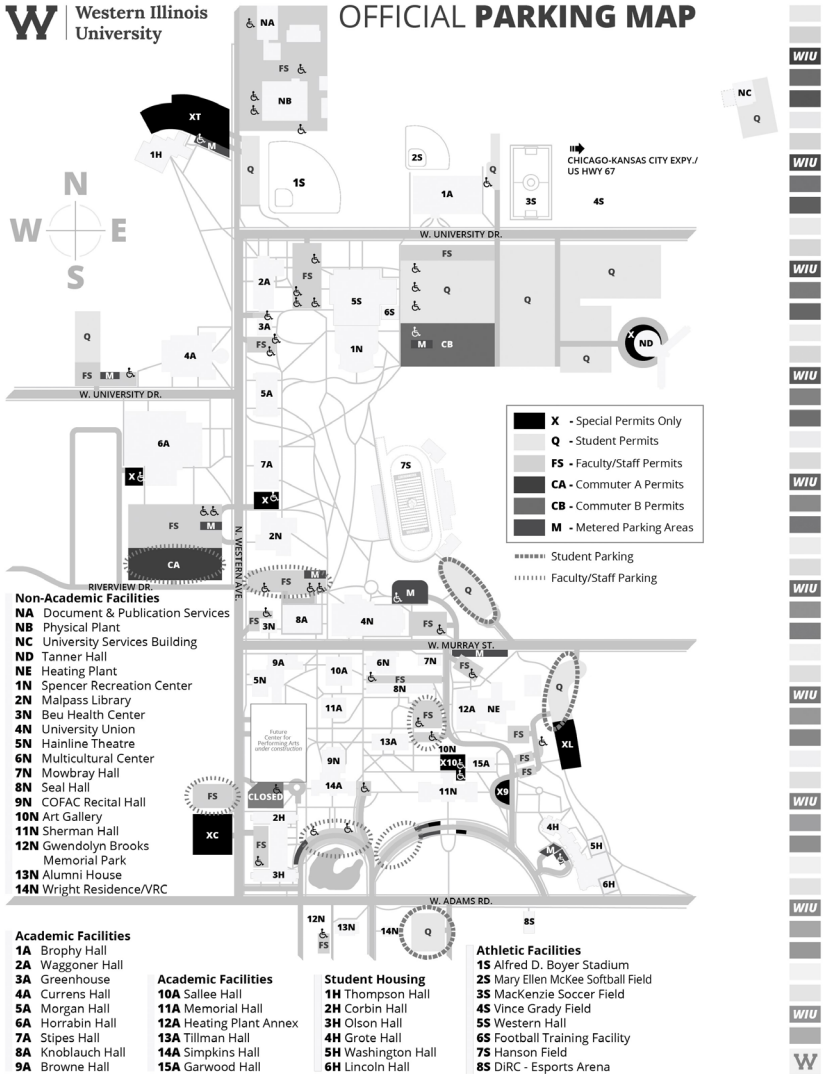 W Western Illinois
University
OFFICIAL PARKING MAP
NA
FS
NB
WIU
NC
Q
XT
M
1H
Q
1S
2S
1A
Q
3S
4S
CHICAGO-KANSAS CITY EXPY./
US HWY 67
WIU
N
W E
S
W. UNIVERSITY DR.
2A
FS
5S
6S
FS
Q
Q
Q
WIU
3A
FS
1N
M CB
Q
X ND
Q
FS M
4A
W. UNIVERSITY DR.
5A
WIU
6A
7A
7S
X
X
X - Special Permits Only
Q - Student Permits
FS - Faculty/Staff Permits
CA - Commuter A Permits
CB - Commuter B Permits
M - Metered Parking Areas
Student Parking
Faculty/Staff Parking
WIU
FS
M
CA
N. WESTERN AVE.
2N
RIVERVIEW DR.
FS
M
M
Q
FS
3N
8A
4N
FS
WIU
W. MURRAY ST.
M
Non-Academic Facilities
NA Document & Publication Services
NB Physical Plant
NC University Services Building
ND Tanner Hall
NE Heating Plant
1N Spencer Recreation Center
2N Malpass Library
3N Beu Health Center
4N University Union
5N Hainline Theatre
6N Multicultural Center
7N Mowbray Hall
8N Seal Hall
9N COFAC Recital Hall
10N Art Gallery
11N Sherman Hall
12N Gwendolyn Brooks
Memorial Park
13N Alumni House
14N Wright Residence/VRC
9A
5N
10A
6N
7N
FS
FS
8N
Q
11A
FS
12A
NE
WIU
Future
Center for
Performing Arts
under construction
13A
10N
FS
XL
9N
X10
15A
FS
FS
FS
CLOSED
14A
11N
X9
WIU
XC
2H
FS
3H
4H
M
5H
6H
W. ADAMS RD.
WIU
12N
FS
13N
14N
Q
8S
Academic Facilities
1A Brophy Hall
2A Waggoner Hall
3A Greenhouse
4A Currens Hall
5A Morgan Hall
6A Horrabin Hall
7A Stipes Hall
8A Knoblauch Hall
9A Browne Hall
Academic Facilities
10A Sallee Hall
11A Memorial Hall
12A Heating Plant Annex
13A Tillman Hall
14A Simpkins Hall
15A Garwood Hall
Student Housing
1H Thompson Hall
2H Corbin Hall
3H Olson Hall
4H Grote Hall
5H Washington Hall
6H Lincoln Hall
Athletic Facilities
1S Alfred D. Boyer Stadium
2S Mary Ellen McKee Softball Field
3S MacKenzie Soccer Field
4S Vince Grady Field
5S Western Hall
6S Football Training Facility
7S Hanson Field
8S DiRC - Esports Arena
WIU
W